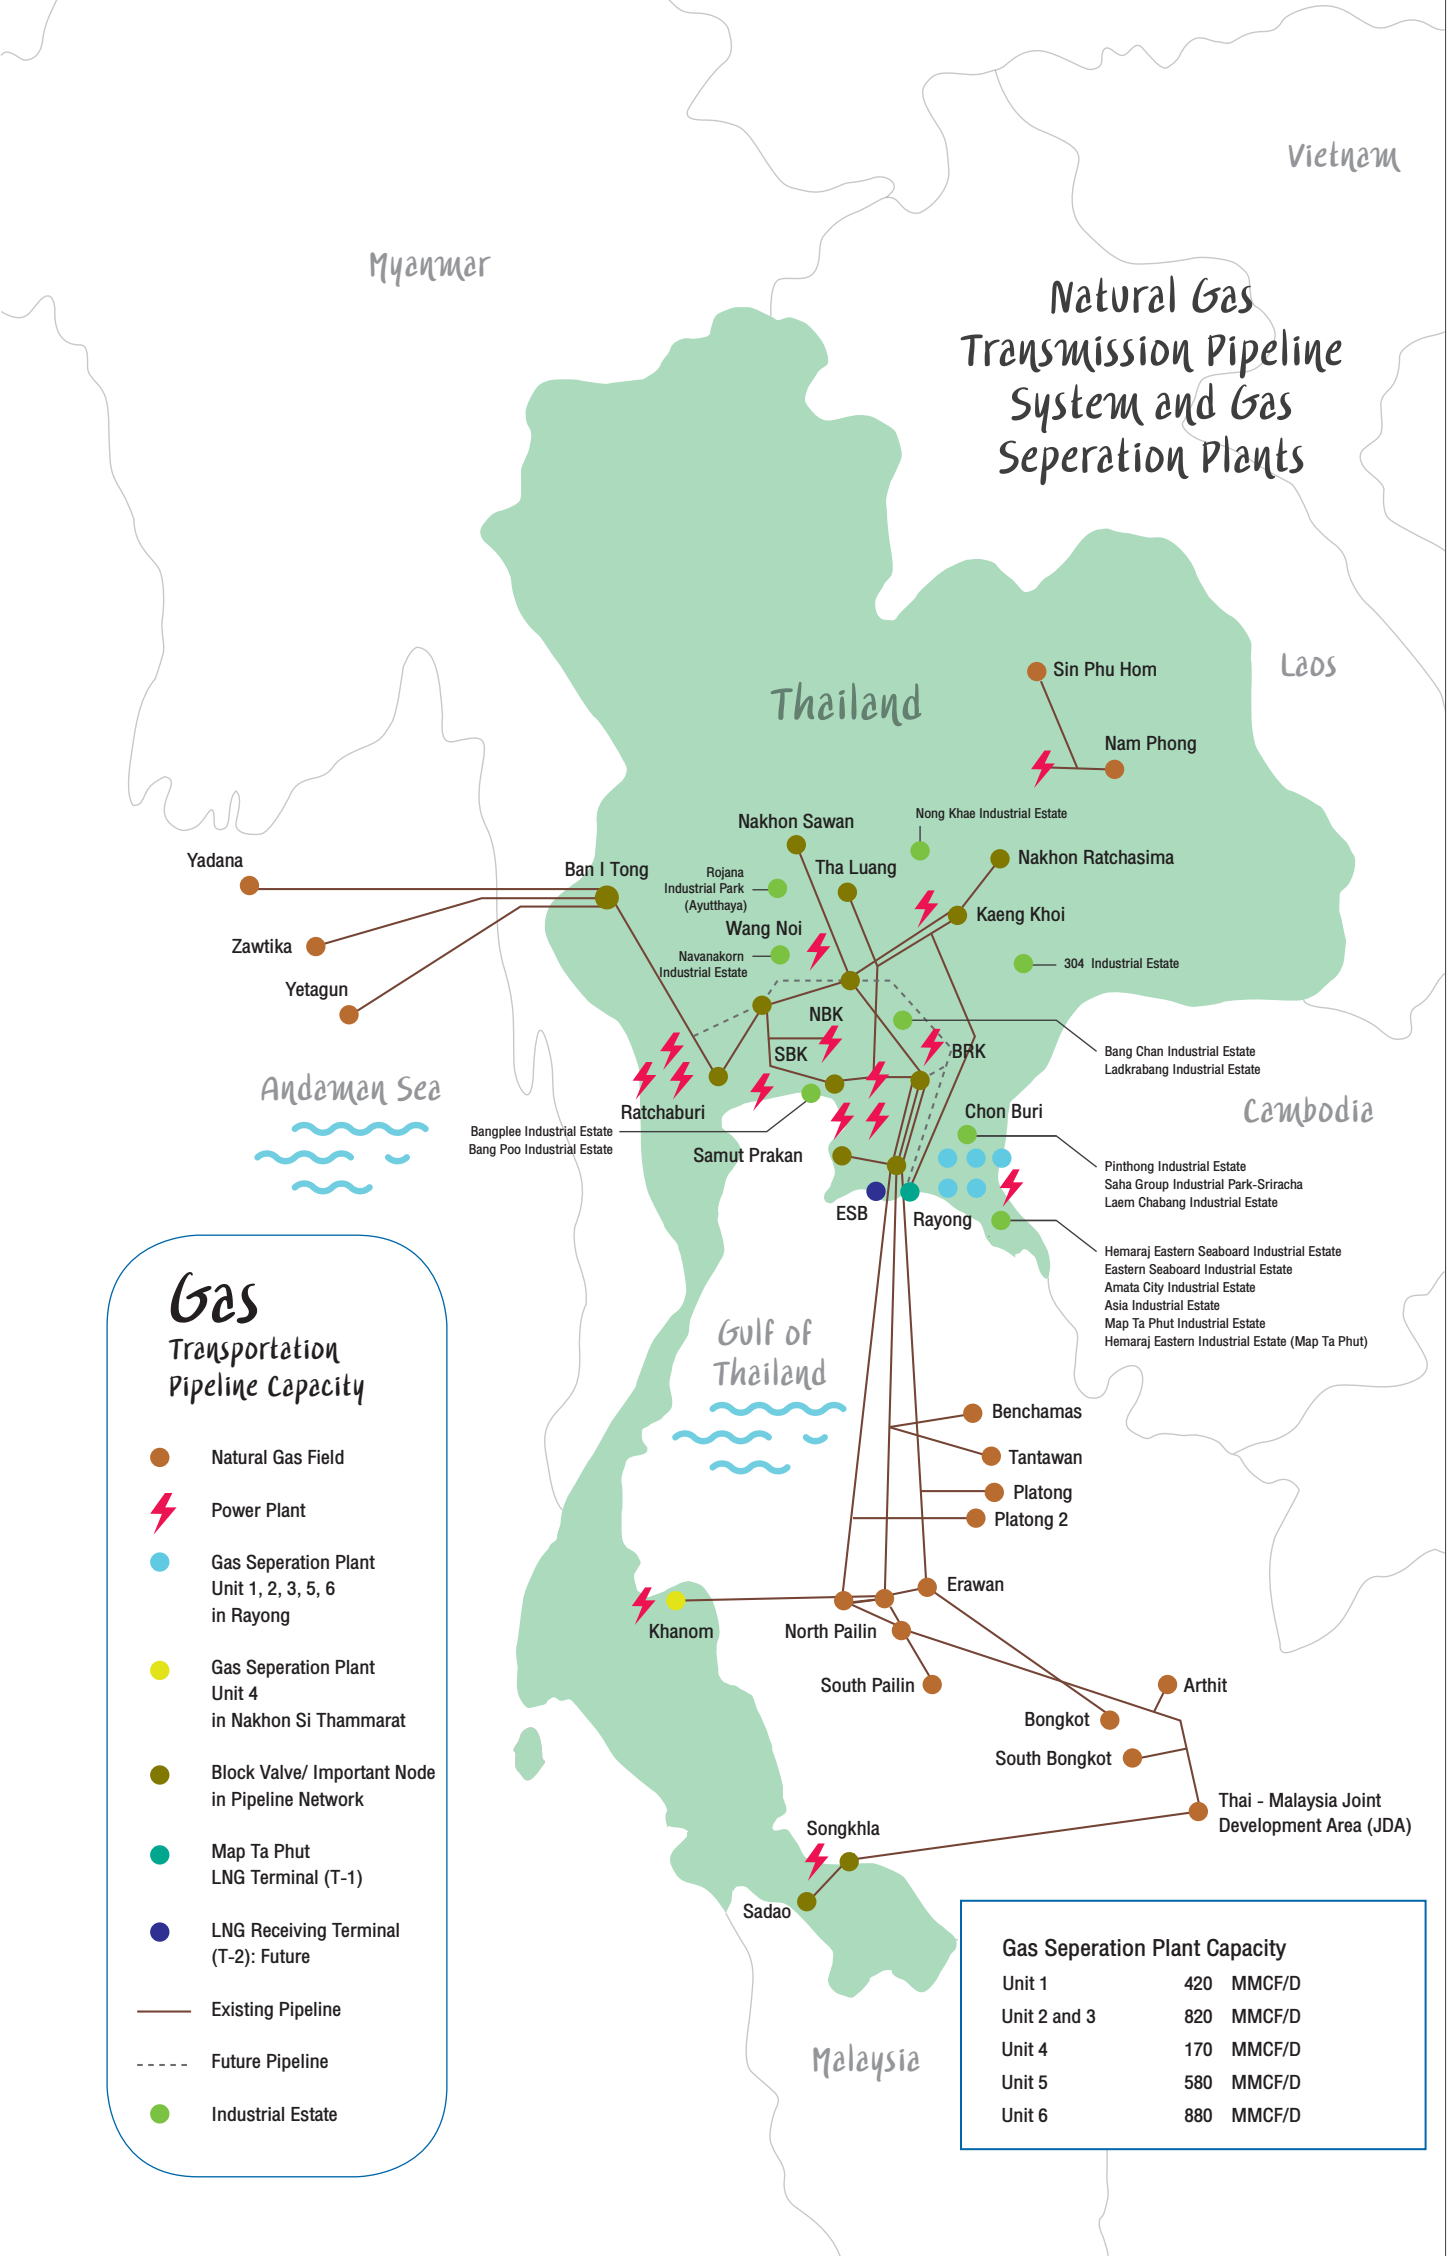 Vietnam
Myanmar
Natural Gas
Transmission Pipeline
System and Gas
Seperation Plants
Laos
Thailand
Sin Phu Hom
Nam Phong
Nong Khae Industrial Estate
Nakhon Sawan
Nakhon Ratchasima
Tha Luang
Yadana
Ban I Tong
Rojana
Industrial Park
(Ayutthaya)
Kaeng Khoi
Wang Noi
Zawtika
Navanakorn
Industrial Estate
304 Industrial Estate
Yetagun
NBK
SBK
BRK
Bang Chan Industrial Estate
Ladkrabang Industrial Estate
Andaman Sea
Ratchaburi
Chon Buri
Cambodia
Bangplee Industrial Estate
Bang Poo Industrial Estate
Samut Prakan
Pinthong Industrial Estate
Saha Group Industrial Park-Sriracha
Laem Chabang Industrial Estate
ESB
Rayong
Hemaraj Eastern Seaboard Industrial Estate
Eastern Seaboard Industrial Estate
Amata City Industrial Estate
Asia Industrial Estate
Map Ta Phut Industrial Estate
Hemaraj Eastern Industrial Estate (Map Ta Phut)
Gulf of
Thailand
Benchamas
Tantawan
Platong
Platong 2
Erawan
Khanom
North Pailin
South Pailin
Arthit
Bongkot
South Bongkot
Thai - Malaysia Joint
Development Area (JDA)
Songkhla
Sadao
Malaysia
Gas
Transportation
Pipeline Capacity
Natural Gas Field
Power Plant
Gas Seperation Plant
Unit 1, 2, 3, 5, 6
in Rayong
Gas Seperation Plant
Unit 4
in Nakhon Si Thammarat
Block Valve/ Important Node
in Pipeline Network
Map Ta Phut
LNG Terminal (T-1)
LNG Receiving Terminal
(T-2): Future
Existing Pipeline
Future Pipeline
Industrial Estate
Gas Seperation Plant Capacity
Unit 1 420 MMCF/D
Unit 2 and 3 820 MMCF/D
Unit 4 170 MMCF/D
Unit 5 580 MMCF/D
Unit 6 880 MMCF/D